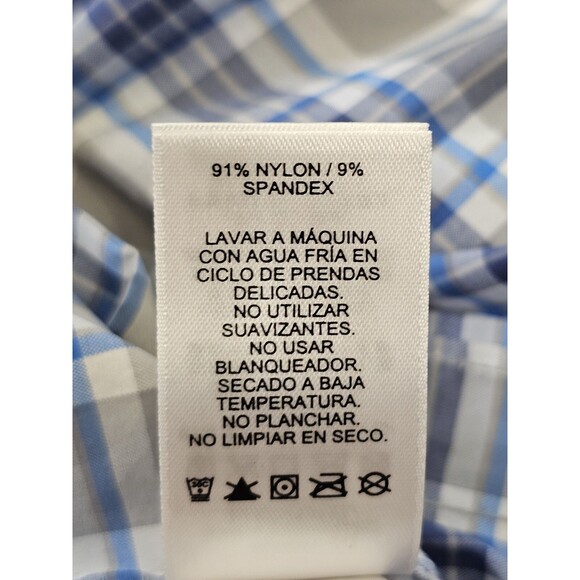 91% NYLON / 9%
SPANDEX
LAVAR A MÁQUINA
CON AGUA FRÍA EN
CICLO DE PRENDAS
DELICADAS.
NO UTILIZAR
SUAVIZANTES.
NO USAR
BLANQUEADOR.
SECADO A BAJA
TEMPERATURA.
NO PLANCHAR.
NO LIMPIAR EN SECO.